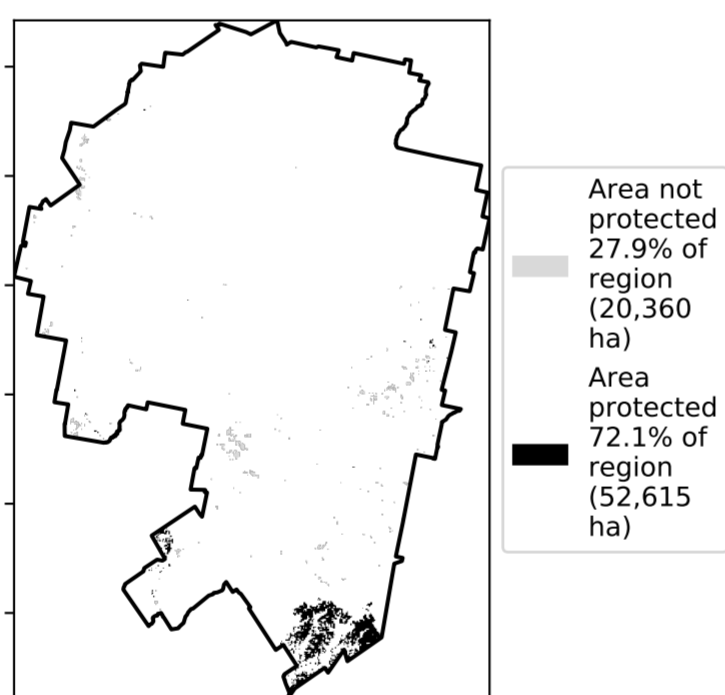 Area not
protected
27.9% of
region
(20,360
ha)
Area
protected
72.1% of
region
(52,615
ha)